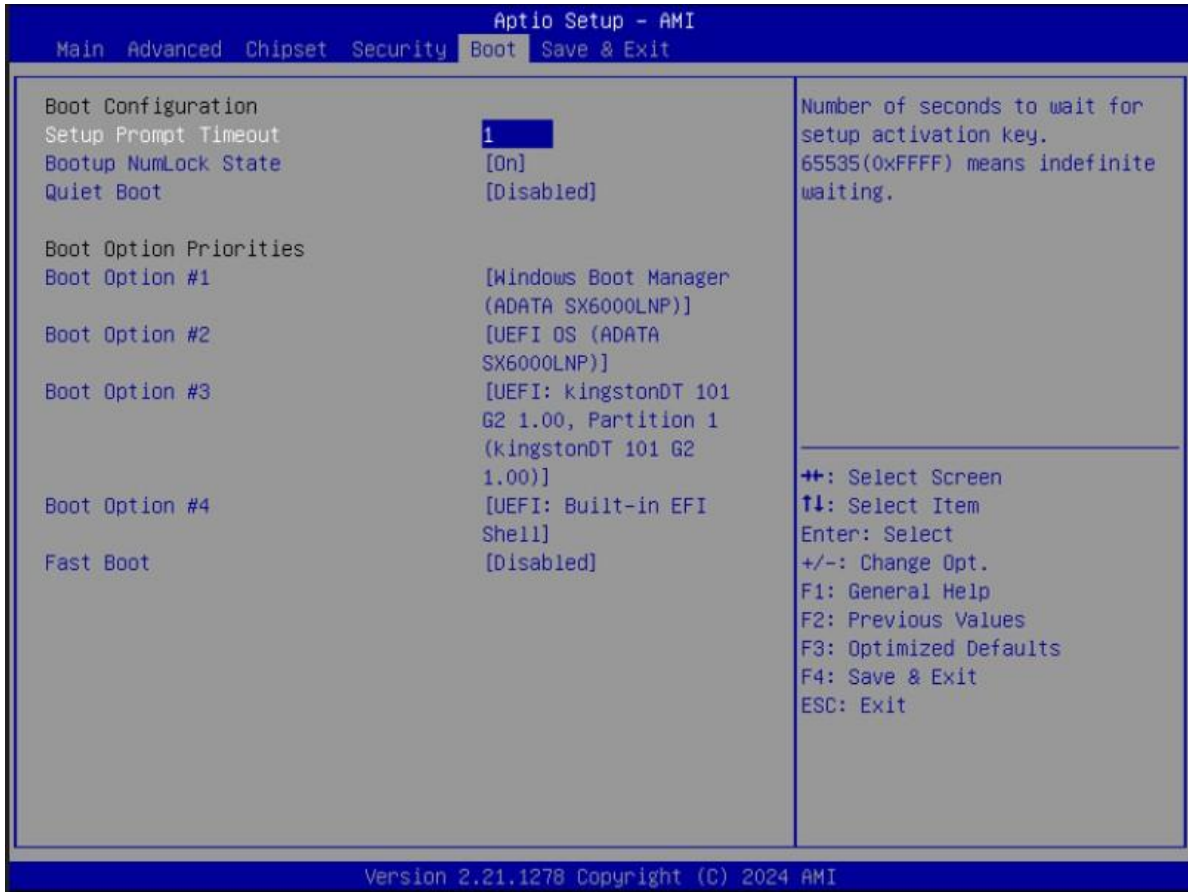 Aptio Setup – AMI
Main Advanced Chipset Security Boot Save & Exit
Boot Configuration
Setup Prompt Timeout 1
Bootup NumLock State [On]
Quiet Boot [Disabled]
Boot Option Priorities
Boot Option #1 [Windows Boot Manager
(ADATA SX6000LNP)]
Boot Option #2 [UEFI OS (ADATA
SX6000LNP)]
Boot Option #3 [UEFI: kingstonDT 101
G2 1.00, Partition 1
(kingstonDT 101 G2
1.00)]
Boot Option #4 [UEFI: Built-in EFI
Shell]
Fast Boot [Disabled]
Number of seconds to wait for
setup activation key.
65535(0xFFFF) means indefinite
waiting.
→←: Select Screen
↑↓: Select Item
Enter: Select
+/-: Change Opt.
F1: General Help
F2: Previous Values
F3: Optimized Defaults
F4: Save & Exit
ESC: Exit
Version 2.21.1278 Copyright (C) 2024 AMI